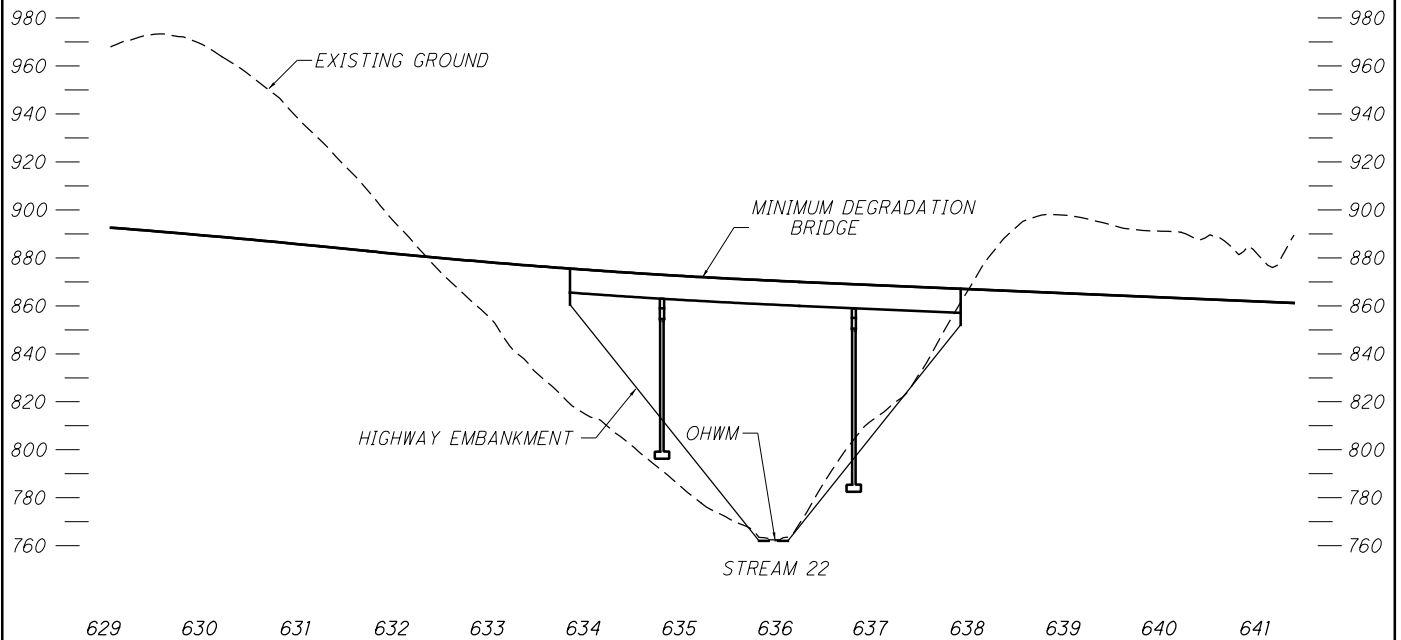 980 980
960 EXISTING GROUND 960
940 940
920 920
900 MINIMUM DEGRADATION 900
BRIDGE
880 880
860 860
840 840
820 820
HIGHWAY EMBANKMENT OHWM
800 800
780 780
760 760
STREAM 22
629 630 631 632 633 634 635 636 637 638 639 640 641